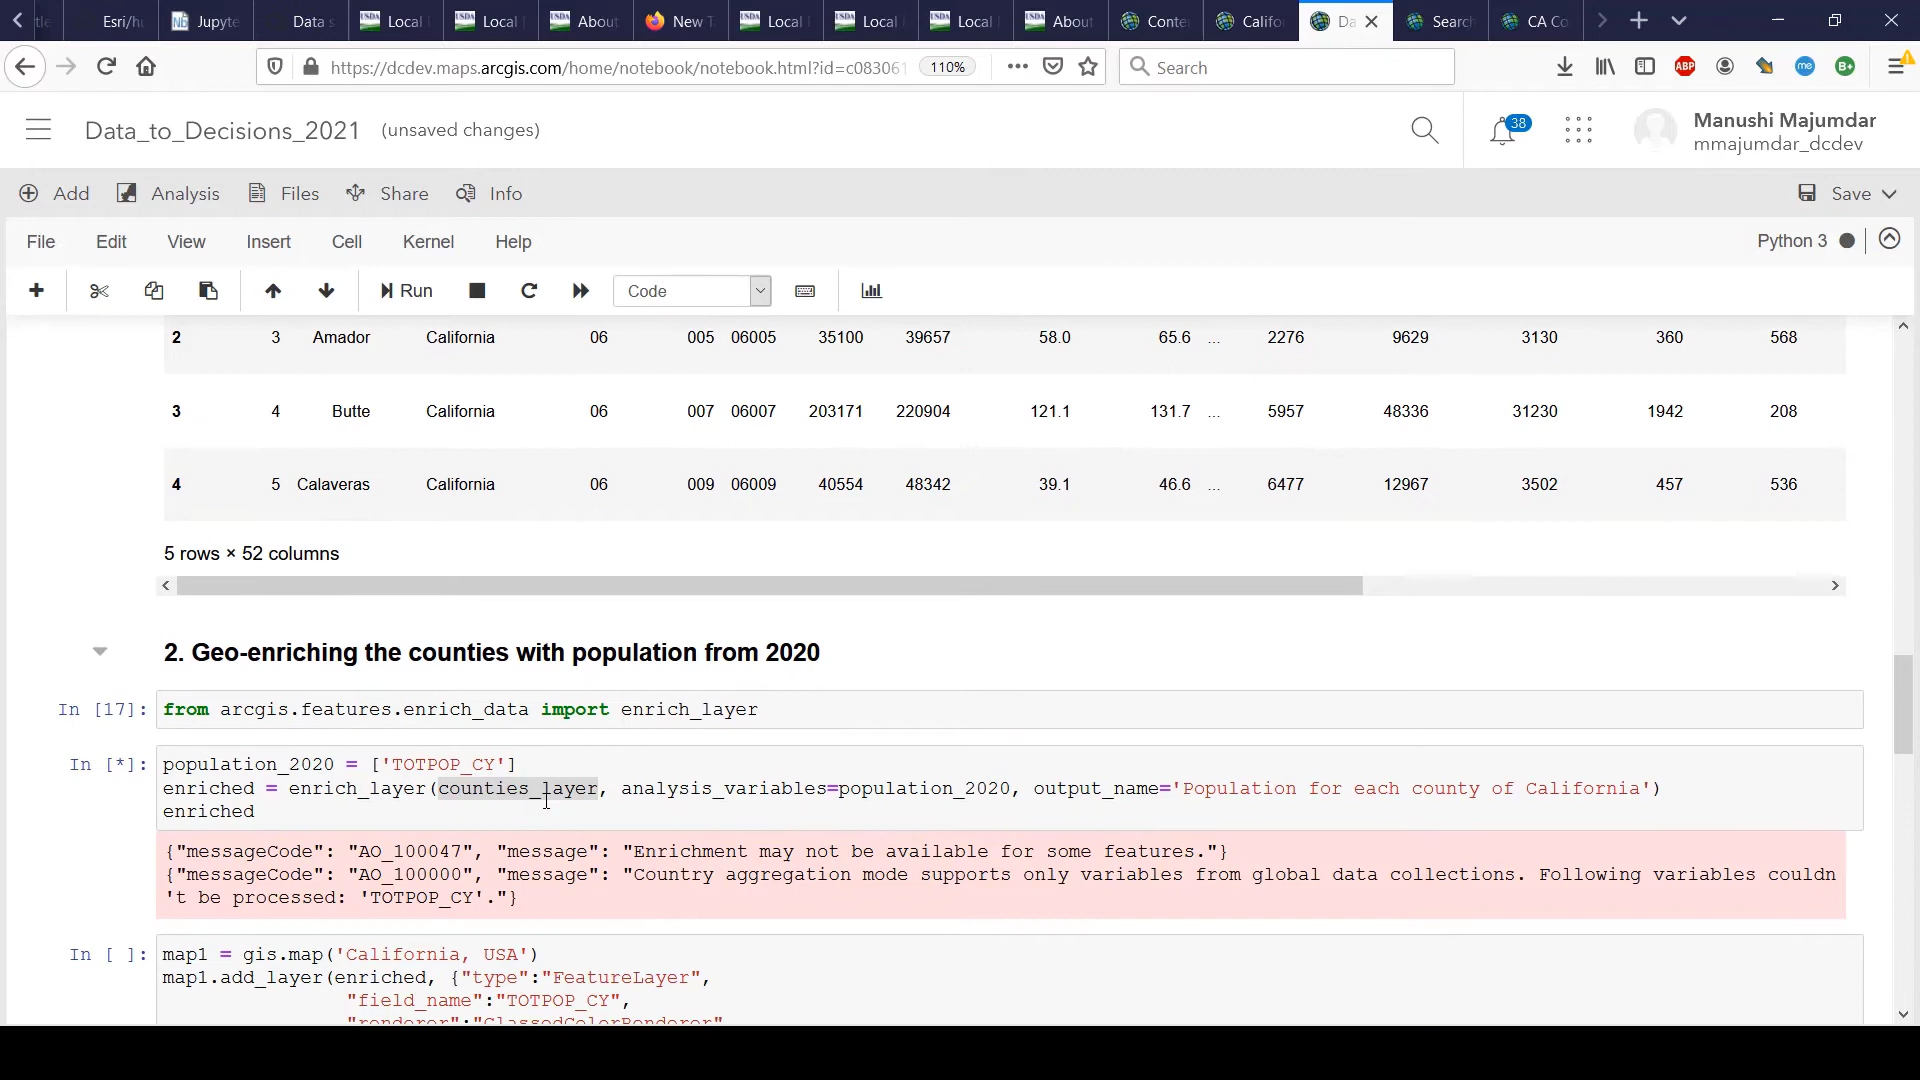 Esri/hu Jupyte Data s Local Local Abou New T Local Local Local Abou Conte Califo Da Search CA Co
https://dcdev.maps.arcgis.com/home/notebook/notebook.html?id=c083061 110% Search ABP me B+
Data_to_Decisions_2021 (unsaved changes) 38 Manushi Majumdar
mmajumdar_dcdev
Add Analysis Files Share Info Save
File Edit View Insert Cell Kernel Help Python 3
Run Code
2 3 Amador California 06 005 06005 35100 39657 58.0 65.6 ... 2276 9629 3130 360 568
3 4 Butte California 06 007 06007 203171 220904 121.1 131.7 ... 5957 48336 31230 1942 208
4 5 Calaveras California 06 009 06009 40554 48342 39.1 46.6 ... 6477 12967 3502 457 536
5 rows × 52 columns
2. Geo-enriching the counties with population from 2020
In [17]: from arcgis.features.enrich_data import enrich_layer
In [*]: population_2020 = ['TOTPOP_CY']
enriched = enrich_layer(counties_layer, analysis_variables=population_2020, output_name='Population for each county of California')
enriched
{"messageCode": "AO_100047", "message": "Enrichment may not be available for some features."}
{"messageCode": "AO_100000", "message": "Country aggregation mode supports only variables from global data collections. Following variables couldn
't be processed: 'TOTPOP_CY'."}
In [ ]: map1 = gis.map('California, USA')
map1.add_layer(enriched, {"type":"FeatureLayer",
"field_name":"TOTPOP_CY",
"renderer":"ClassedColorRenderer"